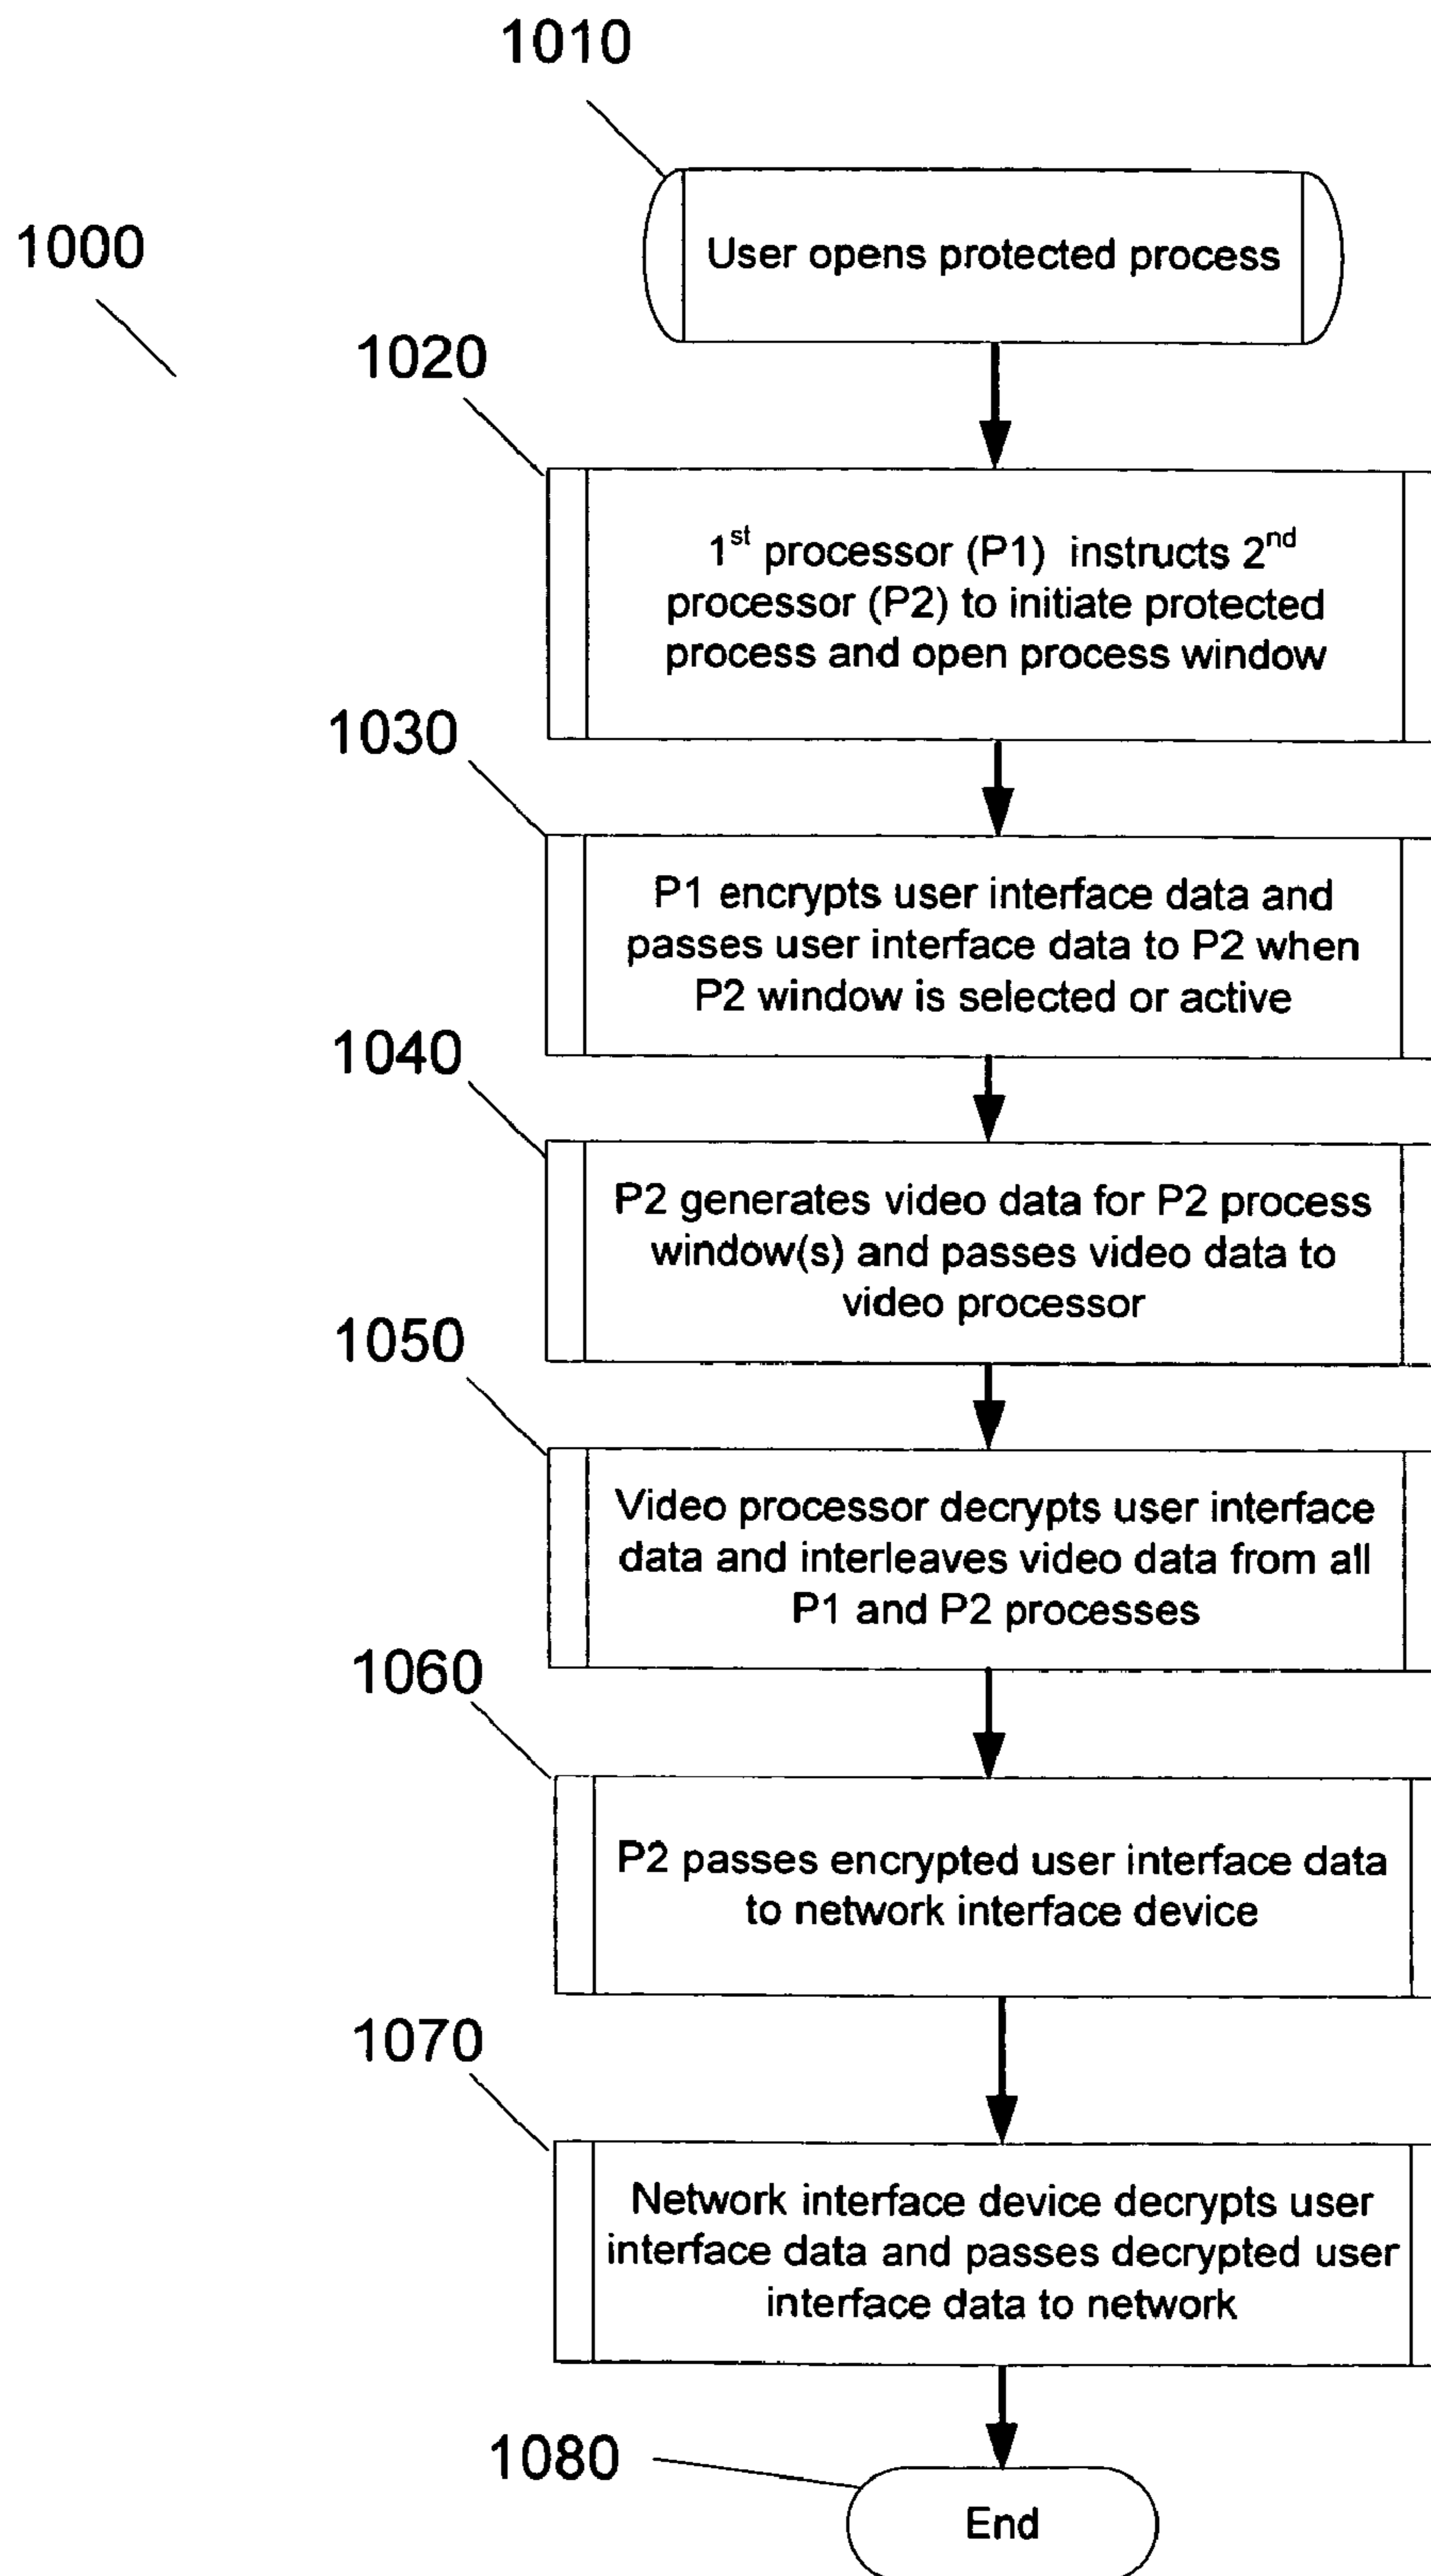 1010
1000
User opens protected process
1020
1st processor (P1) instructs 2nd
processor (P2) to initiate protected
process and open process window
1030
P1 encrypts user interface data and
passes user interface data to P2 when
P2 window is selected or active
1040
P2 generates video data for P2 process
window(s) and passes video data to
video processor
1050
Video processor decrypts user interface
data and interleaves video data from all
P1 and P2 processes
1060
P2 passes encrypted user interface data
to network interface device
1070
Network interface device decrypts user
interface data and passes decrypted user
interface data to network
1080
End